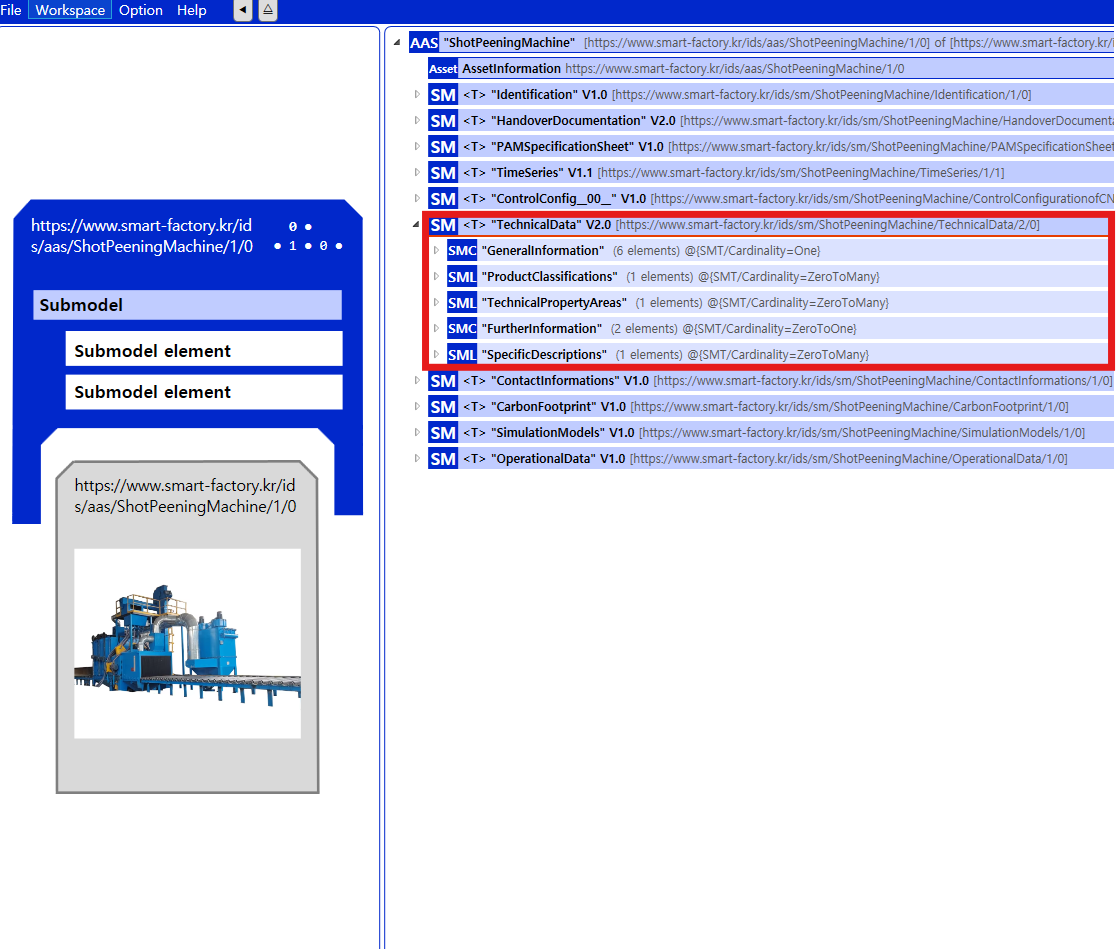 File Workspace Option Help
https://www.smart-factory.kr/id
s/aas/ShotPeeningMachine/1/0
0
1 0
Submodel
Submodel element
Submodel element
https://www.smart-factory.kr/id
s/aas/ShotPeeningMachine/1/0
AAS "ShotPeeningMachine" [https://www.smart-factory.kr/ids/aas/ShotPeeningMachine/1/0] of [https://www.smart-factory.kr/i
Asset AssetInformation https://www.smart-factory.kr/ids/aas/ShotPeeningMachine/1/0
SM <T> "Identification" V1.0 [https://www.smart-factory.kr/ids/sm/ShotPeeningMachine/Identification/1/0]
SM <T> "HandoverDocumentation" V2.0 [https://www.smart-factory.kr/ids/sm/ShotPeeningMachine/HandoverDocumenta
SM <T> "PAMSpecificationSheet" V1.0 [https://www.smart-factory.kr/ids/sm/ShotPeeningMachine/PAMSpecificationSheet
SM <T> "TimeSeries" V1.1 [https://www.smart-factory.kr/ids/sm/ShotPeeningMachine/TimeSeries/1/1]
SM <T> "ControlConfig__00__" V1.0 [https://www.smart-factory.kr/ids/sm/ShotPeeningMachine/ControlConfigurationofCN
SM <T> "TechnicalData" V2.0 [https://www.smart-factory.kr/ids/sm/ShotPeeningMachine/TechnicalData/2/0]
SMC "GeneralInformation" (6 elements) @{SMT/Cardinality=One}
SML "ProductClassifications" (1 elements) @{SMT/Cardinality=ZeroToMany}
SML "TechnicalPropertyAreas" (1 elements) @{SMT/Cardinality=ZeroToMany}
SMC "FurtherInformation" (2 elements) @{SMT/Cardinality=ZeroToOne}
SML "SpecificDescriptions" (1 elements) @{SMT/Cardinality=ZeroToMany}
SM <T> "ContactInformations" V1.0 [https://www.smart-factory.kr/ids/sm/ShotPeeningMachine/ContactInformations/1/0]
SM <T> "CarbonFootprint" V1.0 [https://www.smart-factory.kr/ids/sm/ShotPeeningMachine/CarbonFootprint/1/0]
SM <T> "SimulationModels" V1.0 [https://www.smart-factory.kr/ids/sm/ShotPeeningMachine/SimulationModels/1/0]
SM <T> "OperationalData" V1.0 [https://www.smart-factory.kr/ids/sm/ShotPeeningMachine/OperationalData/1/0]